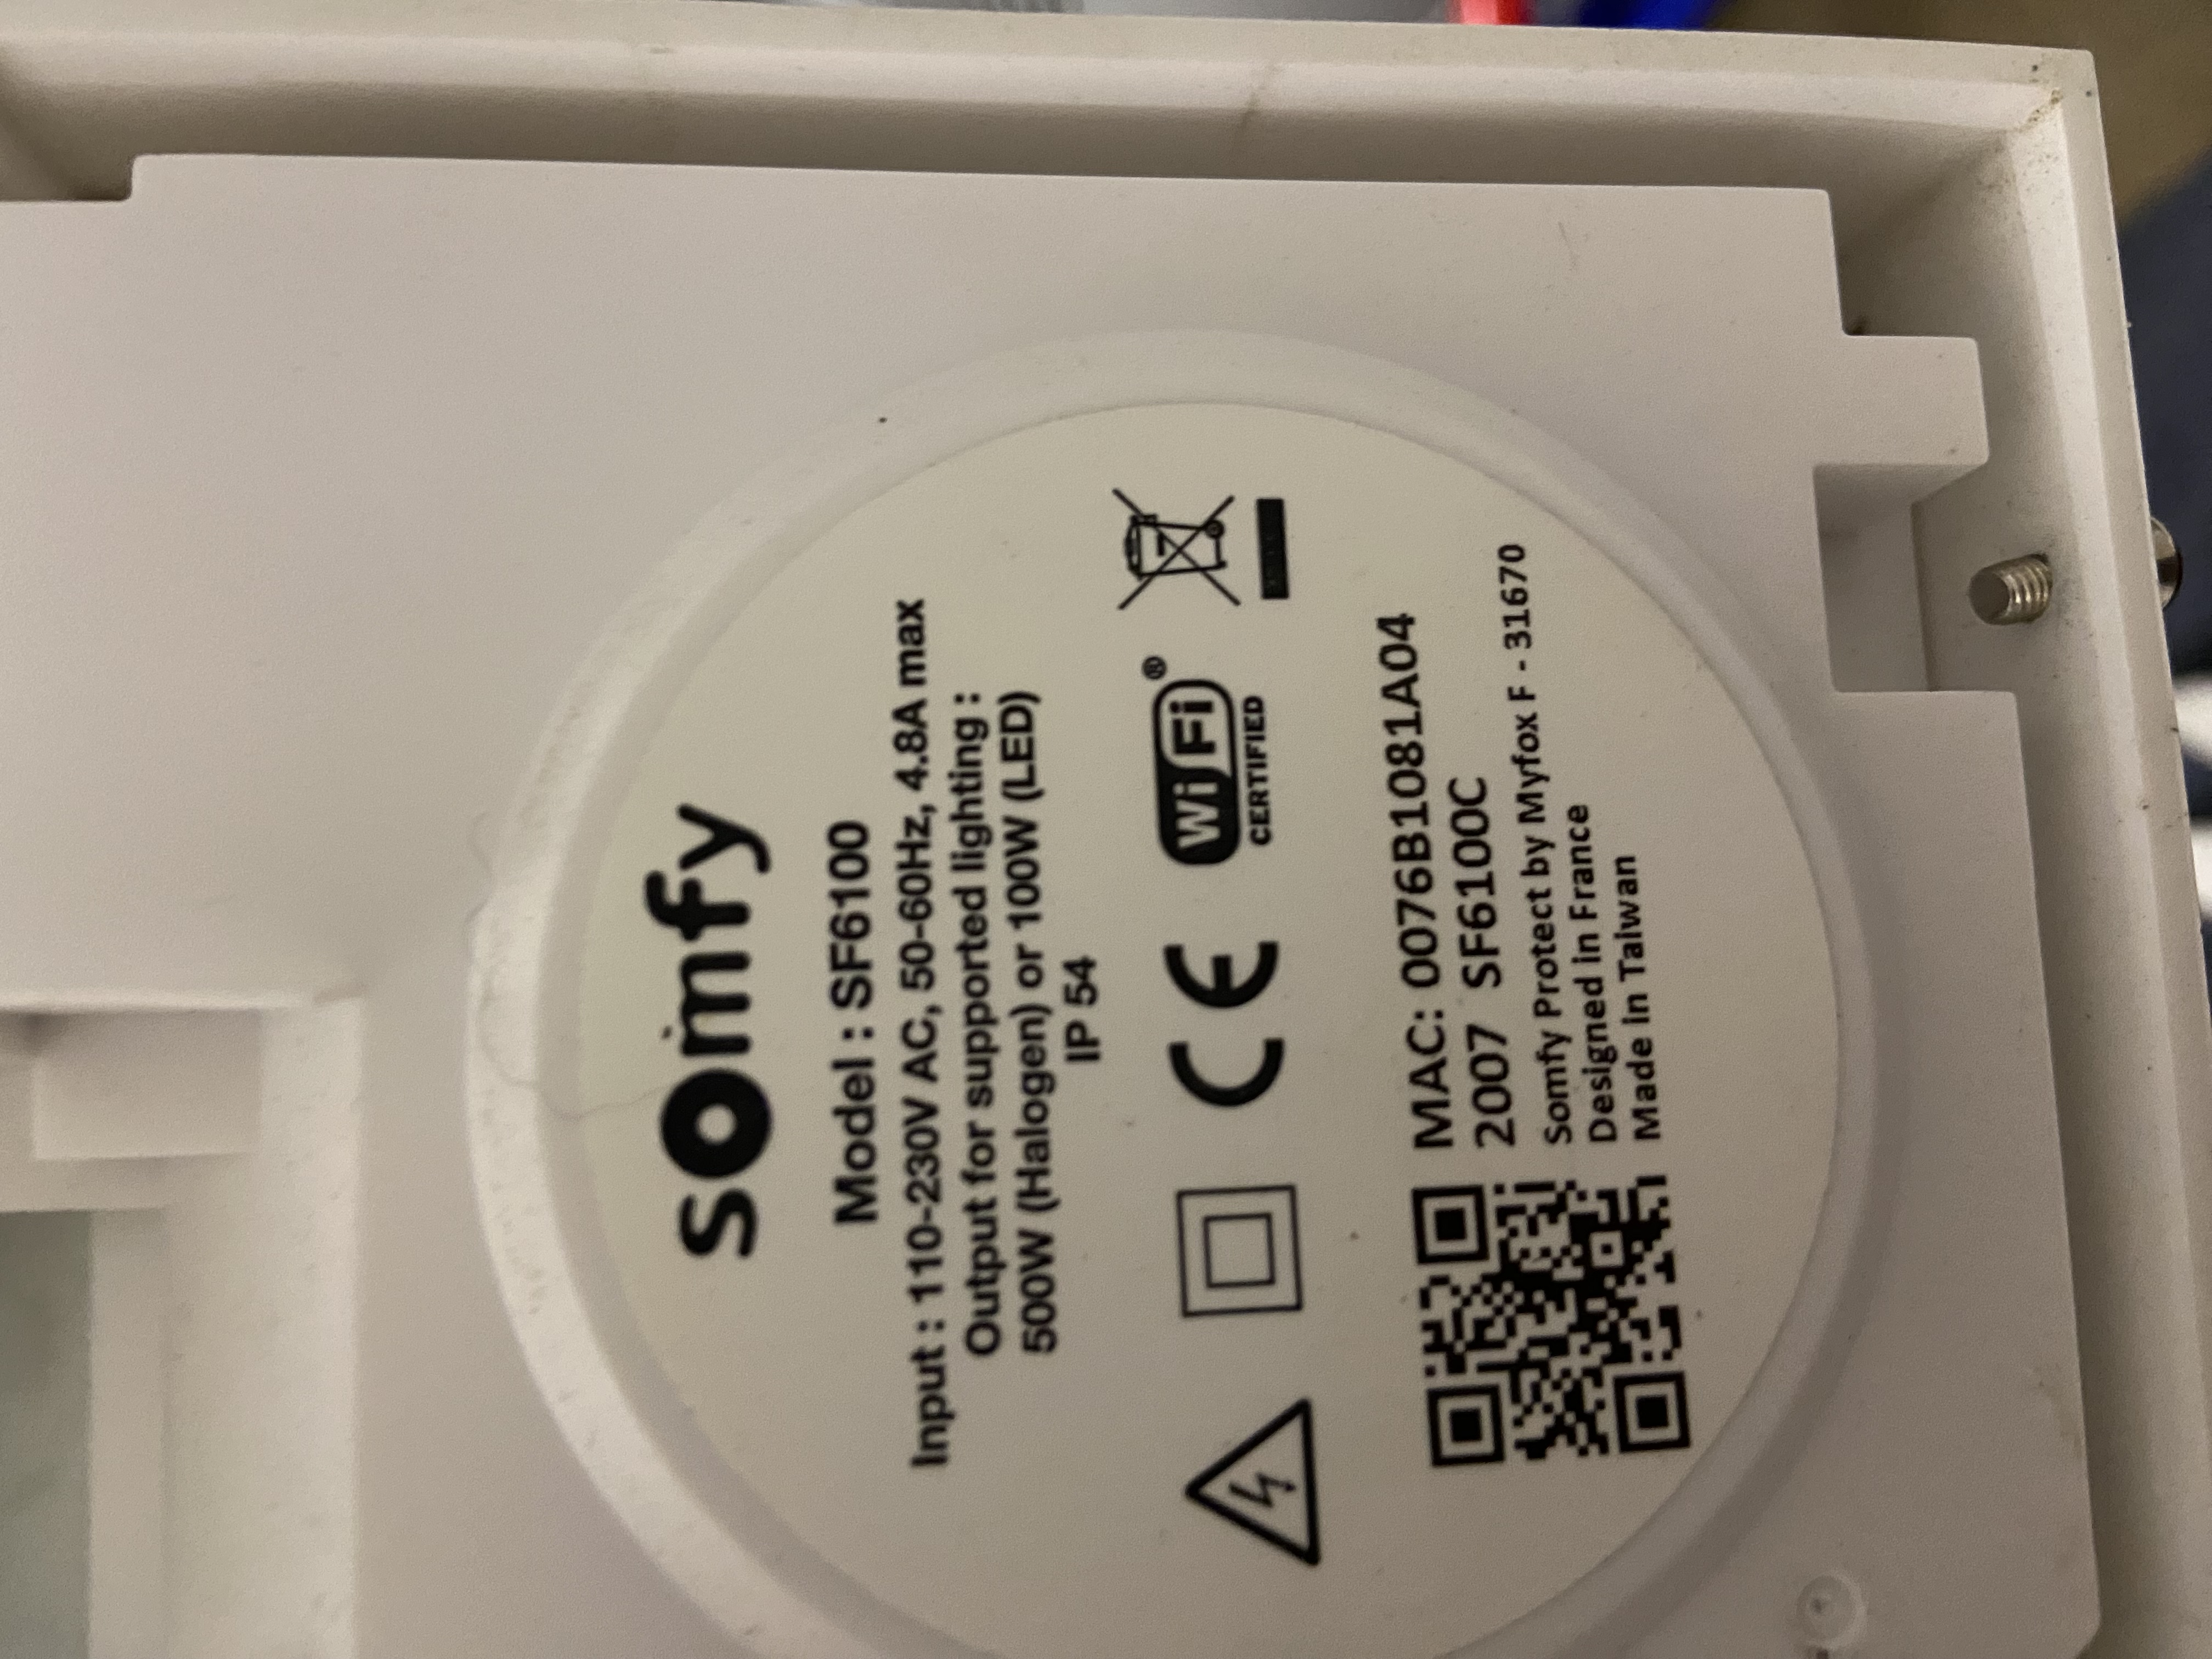 somfy
Model : SF6100
Input : 110-230V AC, 50-60Hz, 4.8A max
Output for supported lighting :
500W (Halogen) or 100W (LED)
IP 54
Wi Fi ®
CERTIFIED
MAC: 0076B1081A04
2007 SF6100C
Somfy Protect by Myfox F - 31670
Designed in France
Made in Taiwan